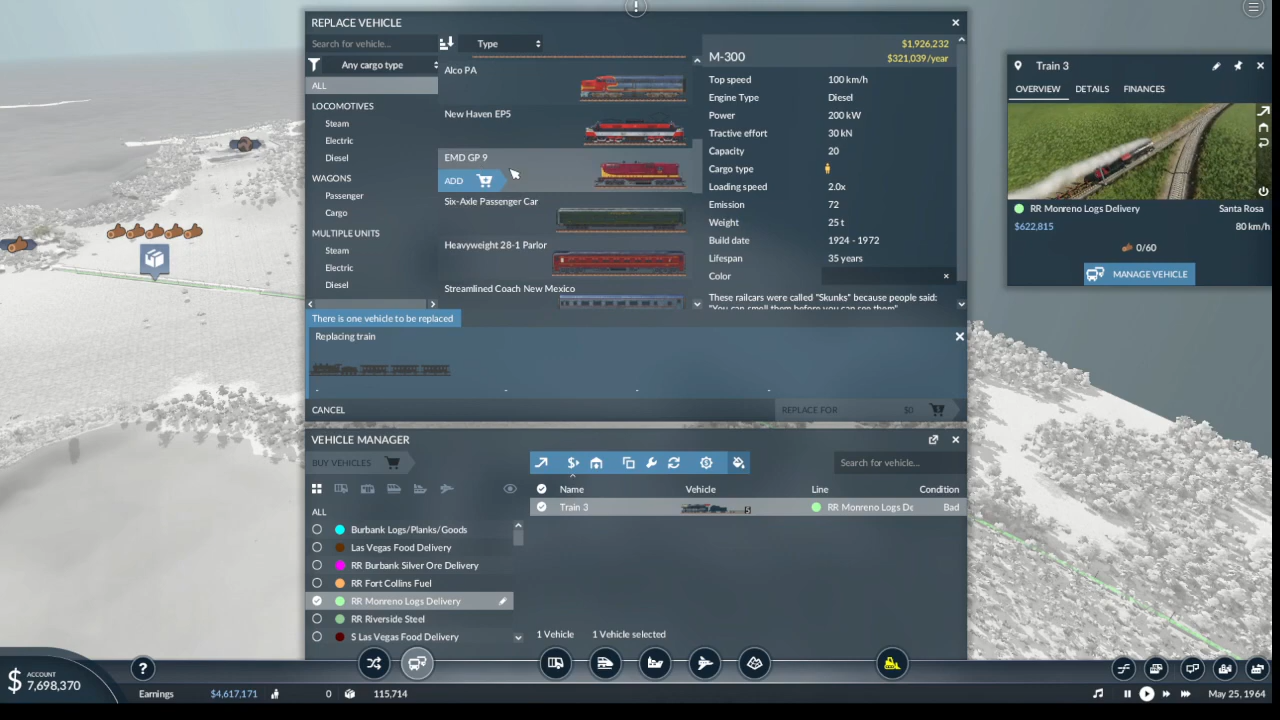 REPLACE VEHICLE
Search for vehicle...
Type
Any cargo type
ALL
LOCOMOTIVES
Steam
Electric
Diesel
WAGONS
Passenger
Cargo
MULTIPLE UNITS
Steam
Electric
Diesel
Alco PA
New Haven EP5
EMD GP 9
ADD
Six-Axle Passenger Car
Heavyweight 28-1 Parlor
Streamlined Coach New Mexico
M-300
$1,926,232
$321,039/year
Top speed 100 km/h
Engine Type Diesel
Power 200 kW
Tractive effort 30 kN
Capacity 20
Cargo type
Loading speed 2.0x
Emission 72
Weight 25 t
Build date 1924 - 1972
Lifespan 35 years
Color
These railcars were called "Skunks" because people said:
"You can smell them before you can see them"
There is one vehicle to be replaced
Replacing train
- - - -
CANCEL
REPLACE FOR $0
Train 3
OVERVIEW DETAILS FINANCES
RR Monreno Logs Delivery Santa Rosa
$622,815 80 km/h
0/60
MANAGE VEHICLE
VEHICLE MANAGER
BUY VEHICLES
Search for vehicle...
ALL
Burbank Logs/Planks/Goods
Las Vegas Food Delivery
RR Burbank Silver Ore Delivery
RR Fort Collins Fuel
RR Monreno Logs Delivery
RR Riverside Steel
S Las Vegas Food Delivery
Name Vehicle Line Condition
Train 3 5 RR Monreno Logs De Bad
1 Vehicle 1 Vehicle selected
$ ACCOUNT
7,698,370
?
Earnings $4,617,171 0 115,714
May 25, 1964